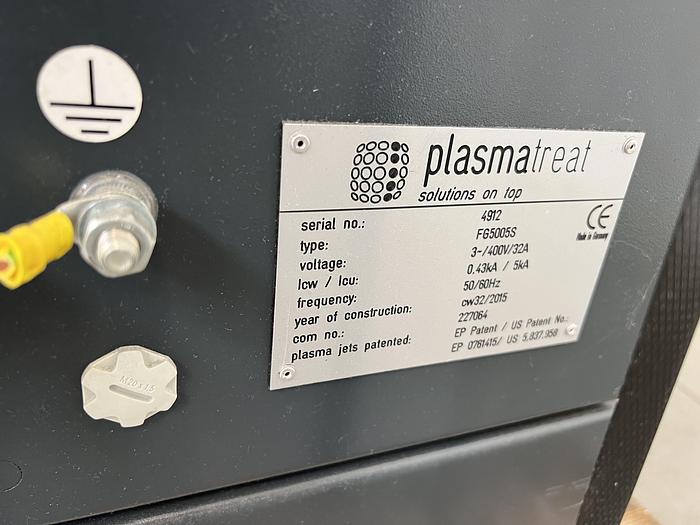 plasmatreat
solutions on top
serial no.: 4912
type: FG5005S
voltage: 3~/400V/32A
Icw / Icu: 0.43kA / 5kA
frequency: 50/60Hz
year of construction: cw32/2015
com no.: 227064
plasma jets patented: EP Patent / US Patent No.:
EP 0761415/ US 5,837,958
CE
Made in Germany
M20x1,5